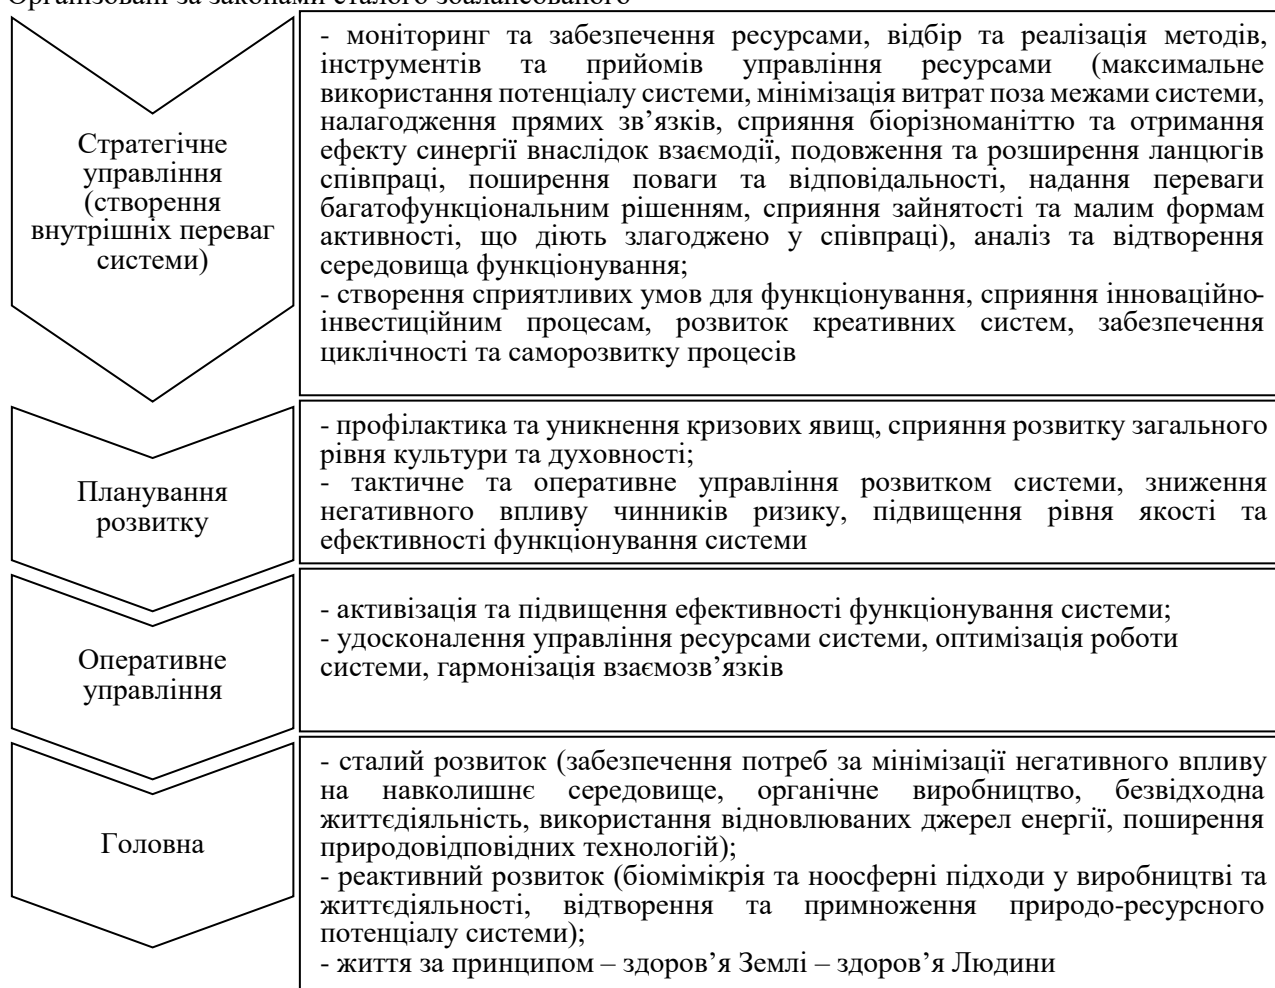 Організовані за законами сталого збалансованого
Стратегічне
управління
(створення
внутрішніх переваг
системи)
- моніторинг та забезпечення ресурсами, відбір та реалізація методів,
інструментів та прийомів управління ресурсами (максимальне
використання потенціалу системи, мінімізація витрат поза межами системи,
налагодження прямих зв’язків, сприяння біорізноманіттю та отримання
ефекту синергії внаслідок взаємодії, подовження та розширення ланцюгів
співпраці, поширення поваги та відповідальності, надання переваги
багатофункціональним рішенням, сприяння зайнятості та малим формам
активності, що діють злагоджено у співпраці), аналіз та відтворення
середовища функціонування;
- створення сприятливих умов для функціонування, сприяння інноваційно-
інвестиційним процесам, розвиток креативних систем, забезпечення
циклічності та саморозвитку процесів
Планування
розвитку
- профілактика та уникнення кризових явищ, сприяння розвитку загального
рівня культури та духовності;
- тактичне та оперативне управління розвитком системи, зниження
негативного впливу чинників ризику, підвищення рівня якості та
ефективності функціонування системи
Оперативне
управління
- активізація та підвищення ефективності функціонування системи;
- удосконалення управління ресурсами системи, оптимізація роботи
системи, гармонізація взаємозв’язків
Головна
- сталий розвиток (забезпечення потреб за мінімізації негативного впливу
на навколишнє середовище, органічне виробництво, безвідходна
життєдіяльність, використання відновлюваних джерел енергії, поширення
природовідповідних технологій);
- реактивний розвиток (біомімікрія та ноосферні підходи у виробництві та
життєдіяльності, відтворення та примноження природо-ресурсного
потенціалу системи);
- життя за принципом – здоров’я Землі – здоров’я Людини